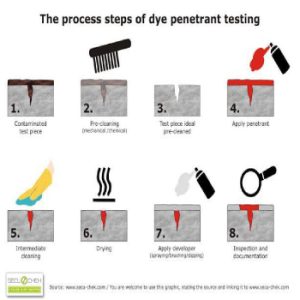 The process steps of dye penetrant testing
1.
2.
3.
4.
Contaminated
test piece
Pre-cleaning
(mechanical /chemical)
Test piece ideal
pre-cleaned
Apply penetrant
5.
6.
7.
8.
Intermediate
cleaning
Drying
Apply developer
(spraying/brushing/dipping)
Inspection and
documentation
SECU CHEK
Source: www.secu-chek.com / You are welcome to use the graphic, stating the source and linking it to www.secu-chek.com